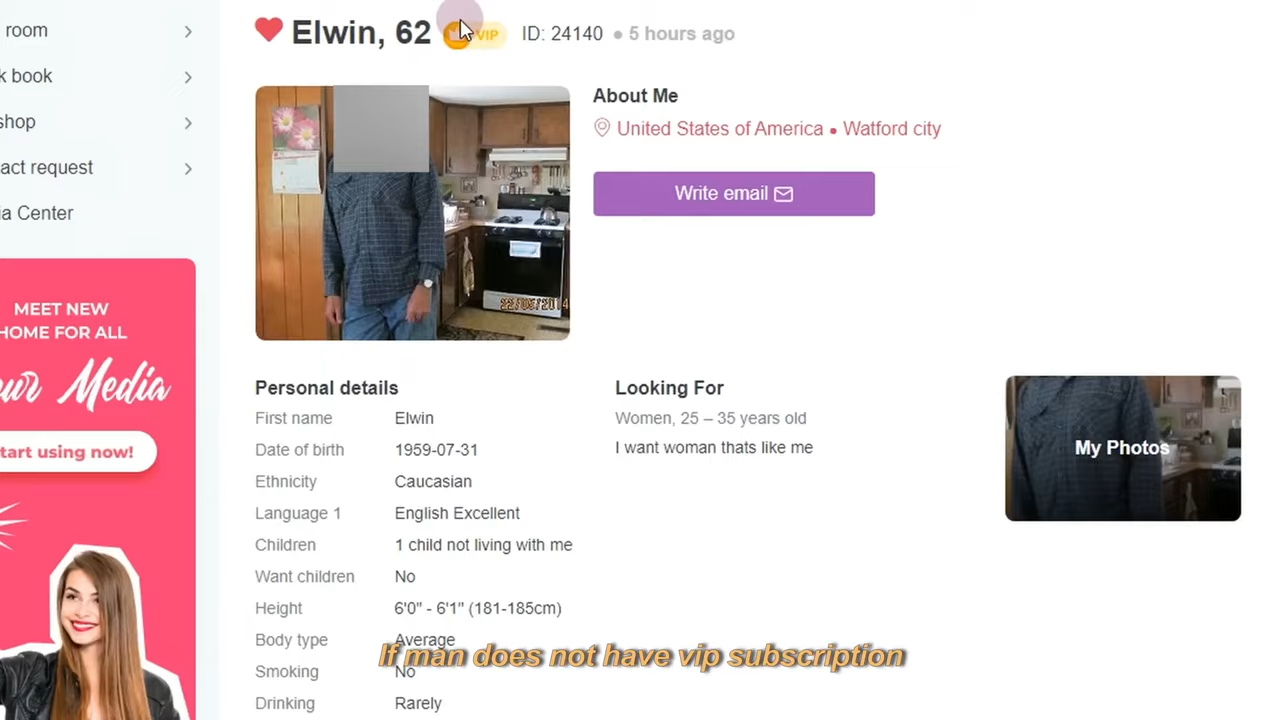 room
k book
shop
act request
ia Center
MEET NEW
HOME FOR ALL
ur Media
tart using now!
Elwin, 62 VIP ID: 24140 • 5 hours ago
22/05/2014
About Me
United States of America • Watford city
Write email
Personal details
First name Elwin
Date of birth 1959-07-31
Ethnicity Caucasian
Language 1 English Excellent
Children 1 child not living with me
Want children No
Height 6'0" - 6'1" (181-185cm)
Body type Average
Smoking No
Drinking Rarely
Looking For
Women, 25 – 35 years old
I want woman thats like me
My Photos
If man does not have vip subscription